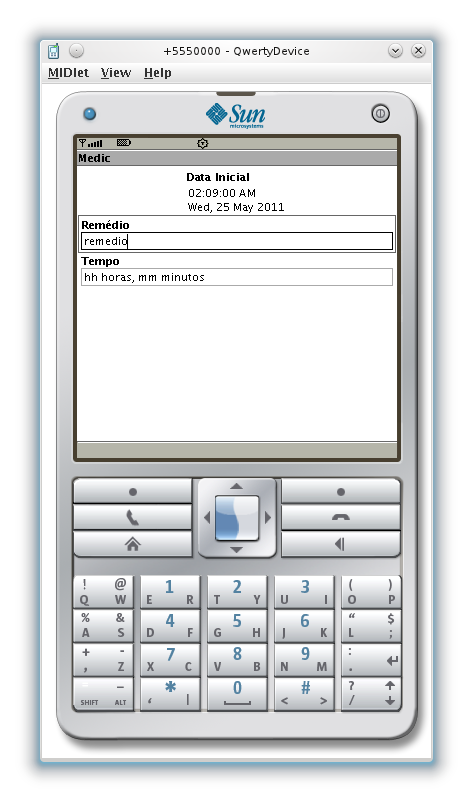 +5550000 - QwertyDevice
MIDlet View Help
Sun
microsystems
Medic
Data Inicial
02:09:00 AM
Wed, 25 May 2011
Remédio
remedio
Tempo
hh horas, mm minutos
! @ 1 2 3 ( )
Q W E R T Y U I O P
% & 4 5 6 " $
A S D F G H J K L ;
+ - 7 8 9 :
, Z X C V B N M .
_ * 0 # ?
SHIFT ALT ‘ | < > /